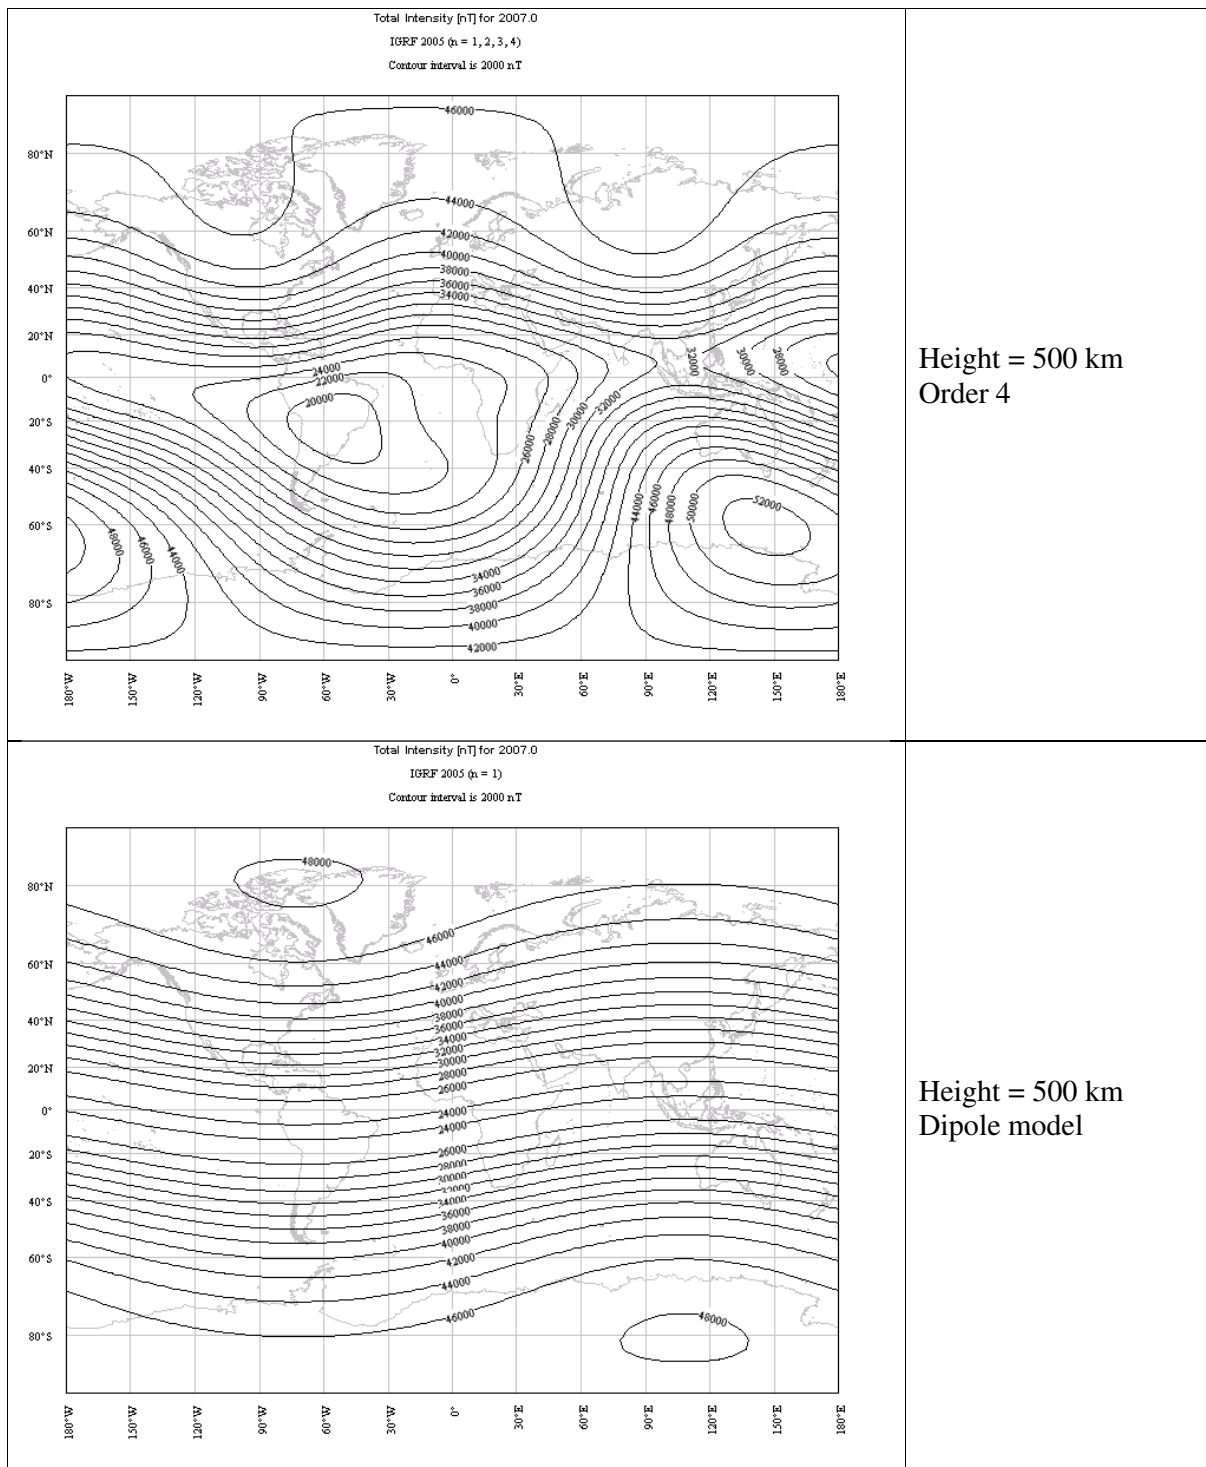 Total Intensity [nT] for 2007.0
IGRF 2005 (n = 1, 2, 3, 4)
Contour interval is 2000 nT
46000
80°N
44000
60°N
42000
40000
38000
40°N
36000
34000
20°N
32000
30000
28000
0°
24000
22000
20000
20°S
26000
28000
30000
32000
40°S
60°S
48000
46000
44000
44000
46000
48000
50000
52000
80°S
34000
36000
38000
40000
42000
180°W
150°W
120°W
90°W
60°W
30°W
0°
30°E
60°E
90°E
120°E
150°E
180°E
Height = 500 km
Order 4
Total Intensity [nT] for 2007.0
IGRF 2005 (n = 1)
Contour interval is 2000 nT
48000
80°N
46000
60°N
44000
42000
40000
40°N
38000
36000
34000
32000
20°N
30000
28000
26000
0°
24000
24000
20°S
26000
28000
30000
32000
40°S
34000
36000
38000
40000
60°S
42000
44000
46000
48000
80°S
180°W
150°W
120°W
90°W
60°W
30°W
0°
30°E
60°E
90°E
120°E
150°E
180°E
Height = 500 km
Dipole model